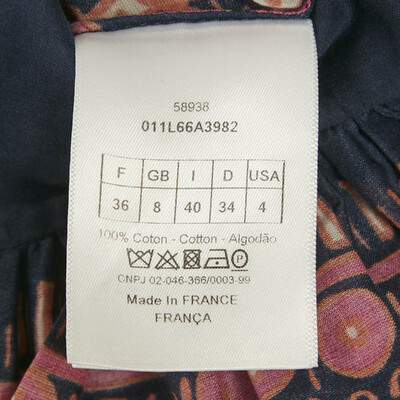 58938
011L66A3982
F GB I D USA
36 8 40 34 4
100% Coton - Cotton - Algodão
P
CNPJ 02-046-366/0003-99
Made In FRANCE
FRANÇA